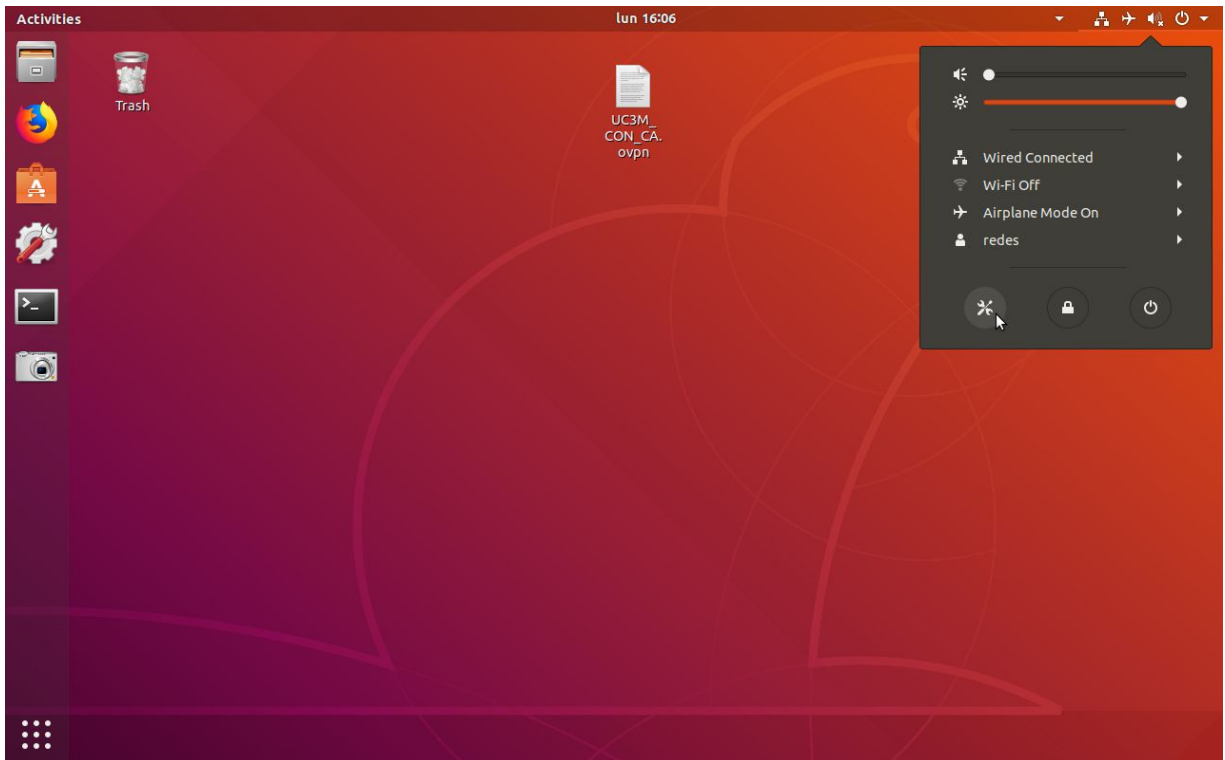 Activities
lun 16:06
Trash
UC3M_
CON_CA.
ovpn
Wired Connected
Wi-Fi Off
Airplane Mode On
redes